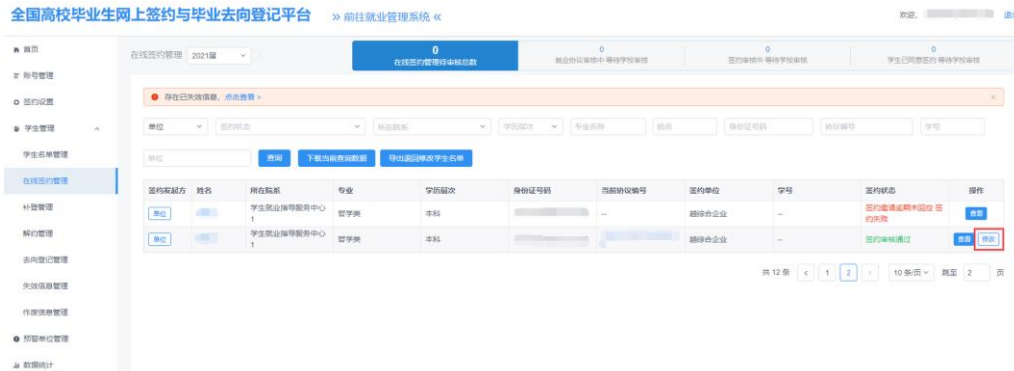 全国高校毕业生网上签约与毕业去向登记平台 » 前往就业管理系统 « 欢迎,
首页
账号管理
签约设置
学生管理
学生名单管理
在线签约管理
补登管理
解约管理
去向登记管理
失效信息管理
作废信息管理
预警单位管理
数据统计
在线签约管理 2021届
0
在线签约管理待审核总数
0
就业协议审核中 等待学校审核
0
签约审核中 等待学校审核
0
学生已同意签约 等待学校审核
存在已失效信息, 点击查看 >
单位 签约状态 所在院系 学历层次 专业名称 姓名 身份证号码 协议编号 学号
单位 查询 下载当前查询数据 导出返回修改学生名单
签约发起方 姓名 所在院系 专业 学历层次 身份证号码 当前协议编号 签约单位 学号 签约状态 操作
单位 学生就业指导服务中心1 哲学类 本科 -- 越综合企业 -- 签约邀请逾期未回应 签约失败 查看
单位 学生就业指导服务中心1 哲学类 本科 越综合企业 -- 签约审核通过 查看 修改
共 12 条 < 1 2 > 10 条/页 跳至 2 页